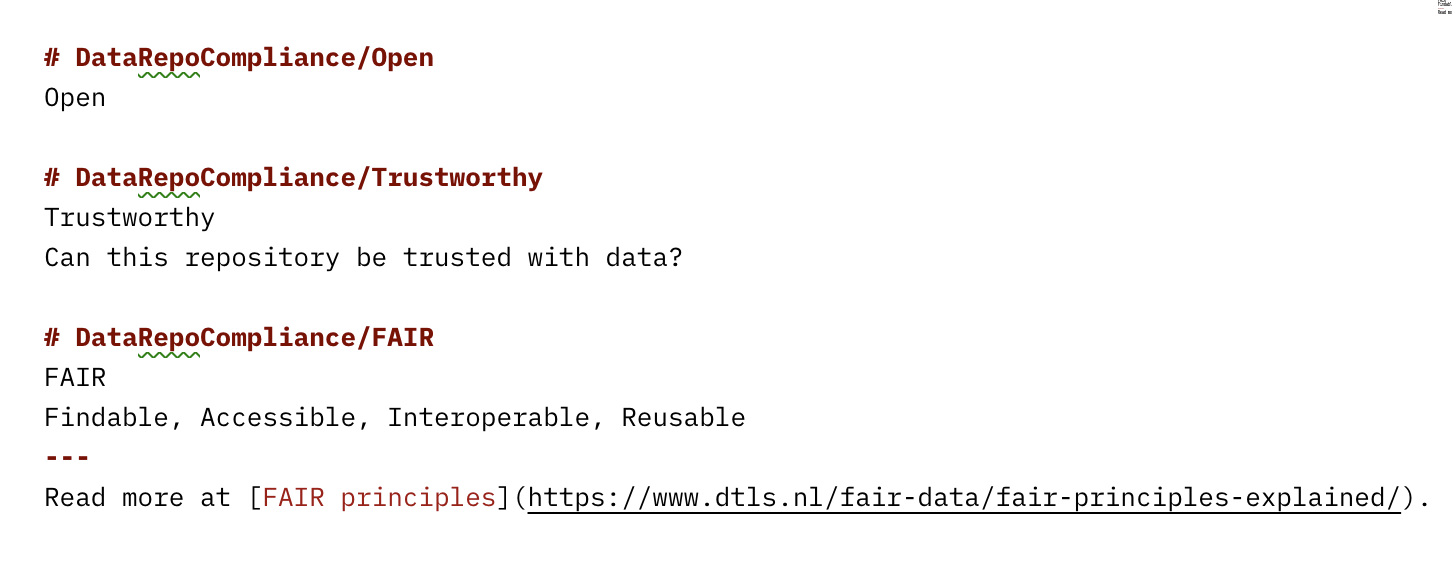 # DataRepoCompliance/Open
Open
# DataRepoCompliance/Trustworthy
Trustworthy
Can this repository be trusted with data?
# DataRepoCompliance/FAIR
FAIR
Findable, Accessible, Interoperable, Reusable
---
Read more at [FAIR principles](https://www.dtls.nl/fair-data/fair-principles-explained/).